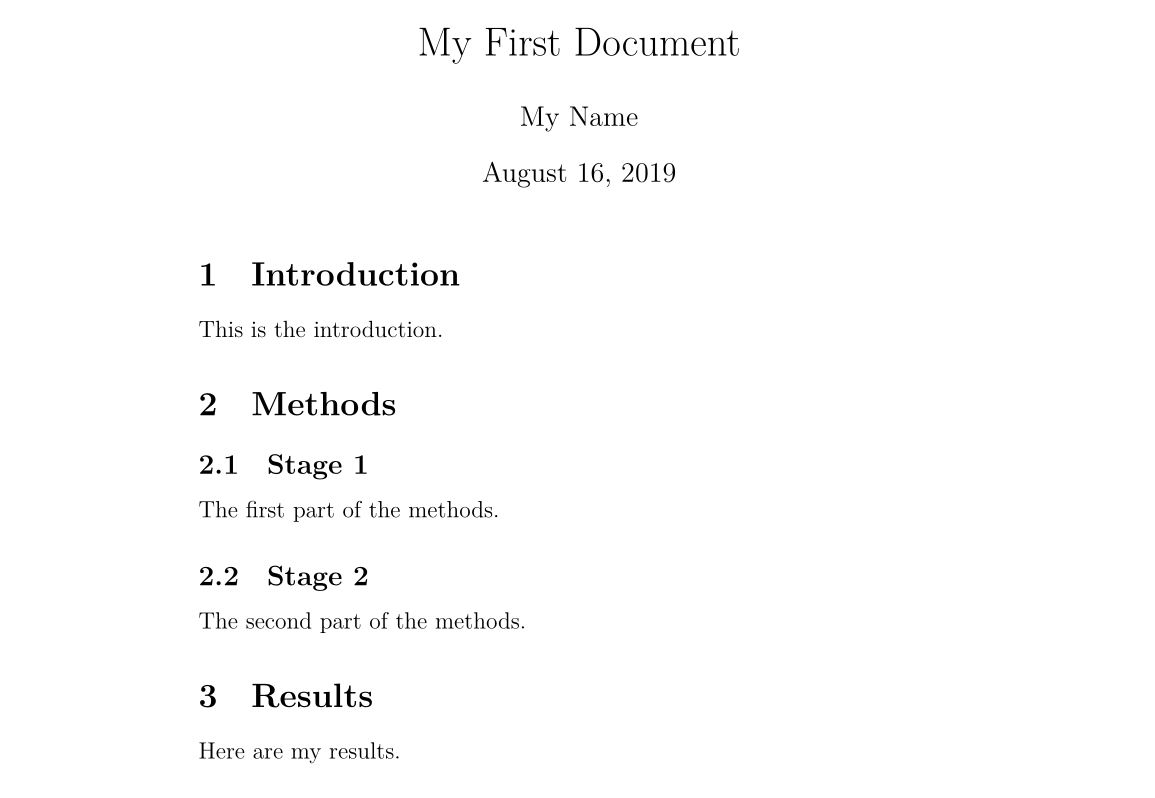 My First Document
My Name
August 16, 2019
1 Introduction
This is the introduction.
2 Methods
2.1 Stage 1
The first part of the methods.
2.2 Stage 2
The second part of the methods.
3 Results
Here are my results.